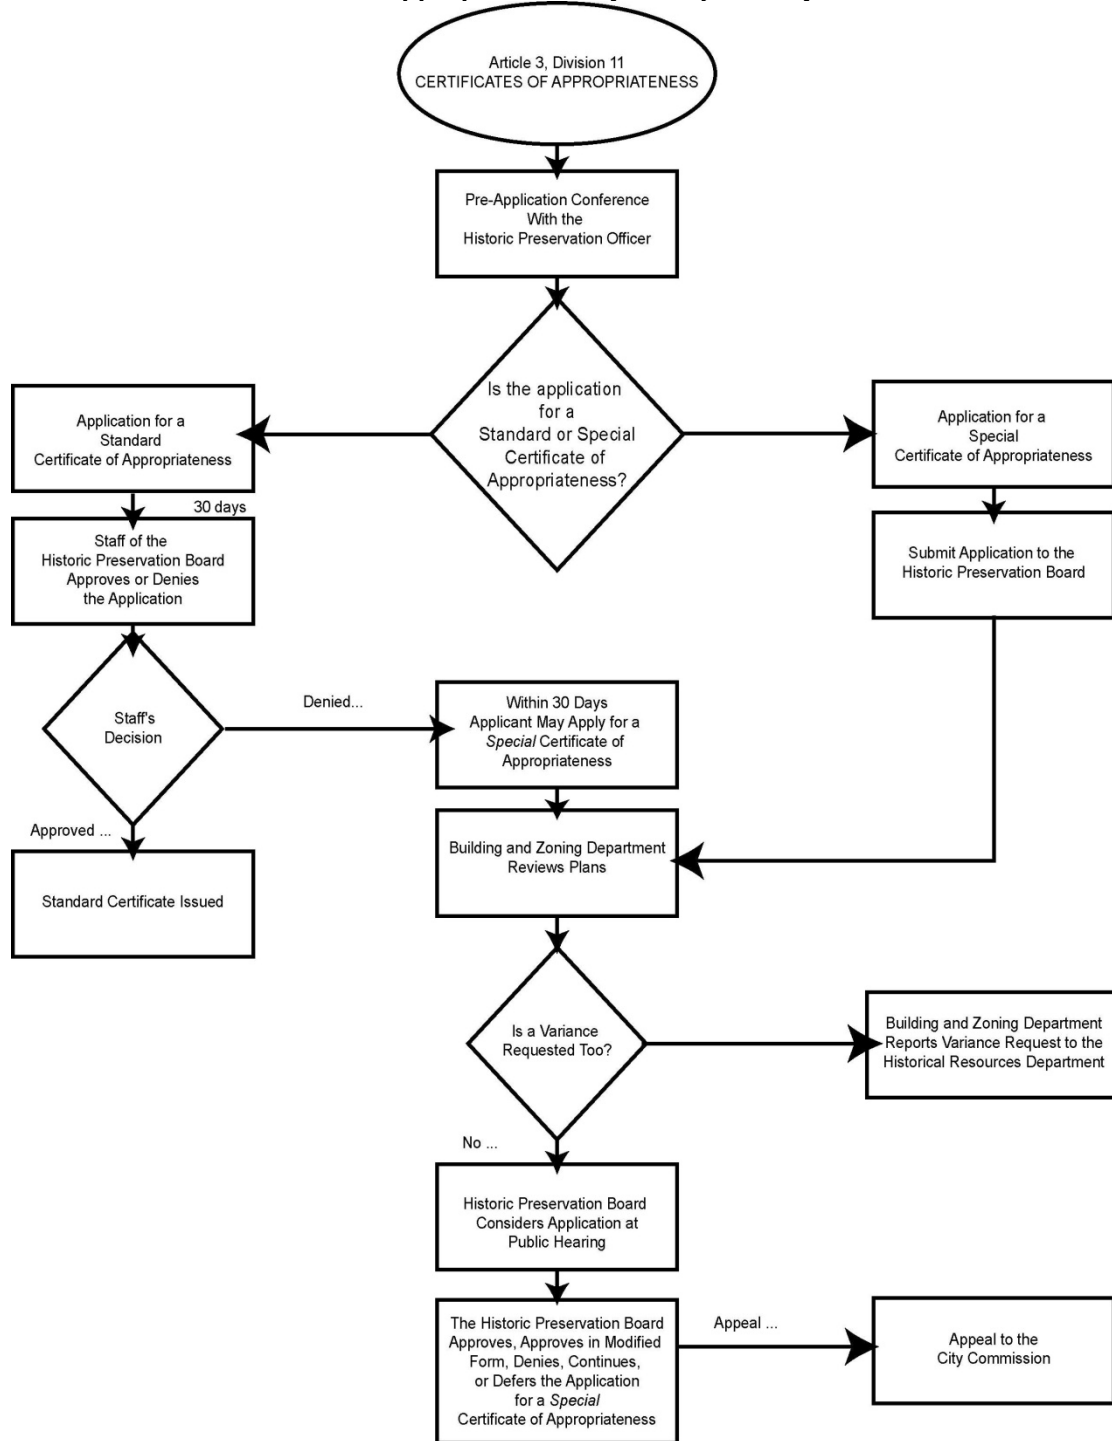 Article 3, Division 11
CERTIFICATES OF APPROPRIATENESS
Pre-Application Conference
With the
Historic Preservation Officer
Is the application
for a
Standard or Special
Certificate of
Appropriateness?
Application for a
Standard
Certificate of Appropriateness
Application for a
Special
Certificate of Appropriateness
30 days
Staff of the
Historic Preservation Board
Approves or Denies
the Application
Submit Application to the
Historic Preservation Board
Staff's
Decision
Denied...
Within 30 Days
Applicant May Apply for a
Special Certificate of
Appropriateness
Approved ...
Standard Certificate Issued
Building and Zoning Department
Reviews Plans
Is a Variance
Requested Too?
Building and Zoning Department
Reports Variance Request to the
Historical Resources Department
No ...
Historic Preservation Board
Considers Application at
Public Hearing
The Historic Preservation Board
Approves, Approves in Modified
Form, Denies, Continues,
or Defers the Application
for a Special
Certificate of Appropriateness
Appeal ...
Appeal to the
City Commission